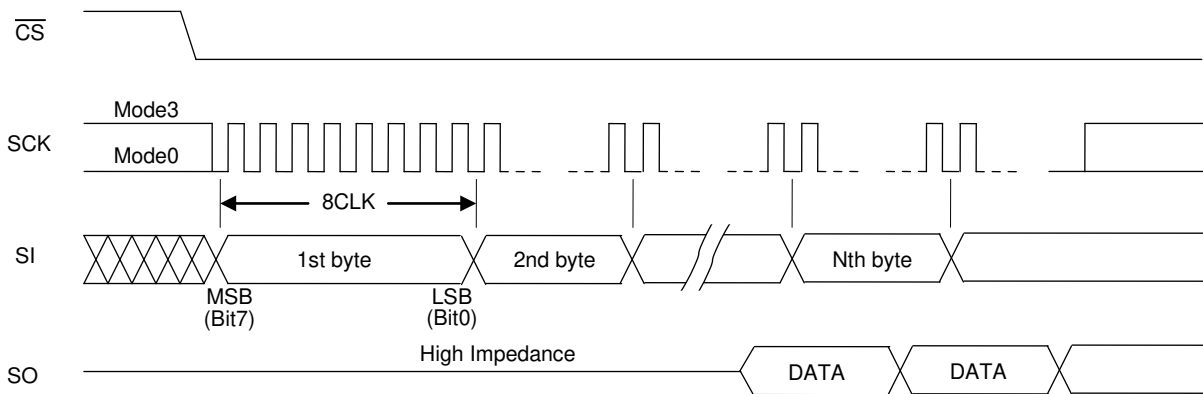 C̅S̅
Mode3
SCK
Mode0
8CLK
SI
1st byte
2nd byte
Nth byte
MSB
(Bit7)
LSB
(Bit0)
High Impedance
SO
DATA
DATA